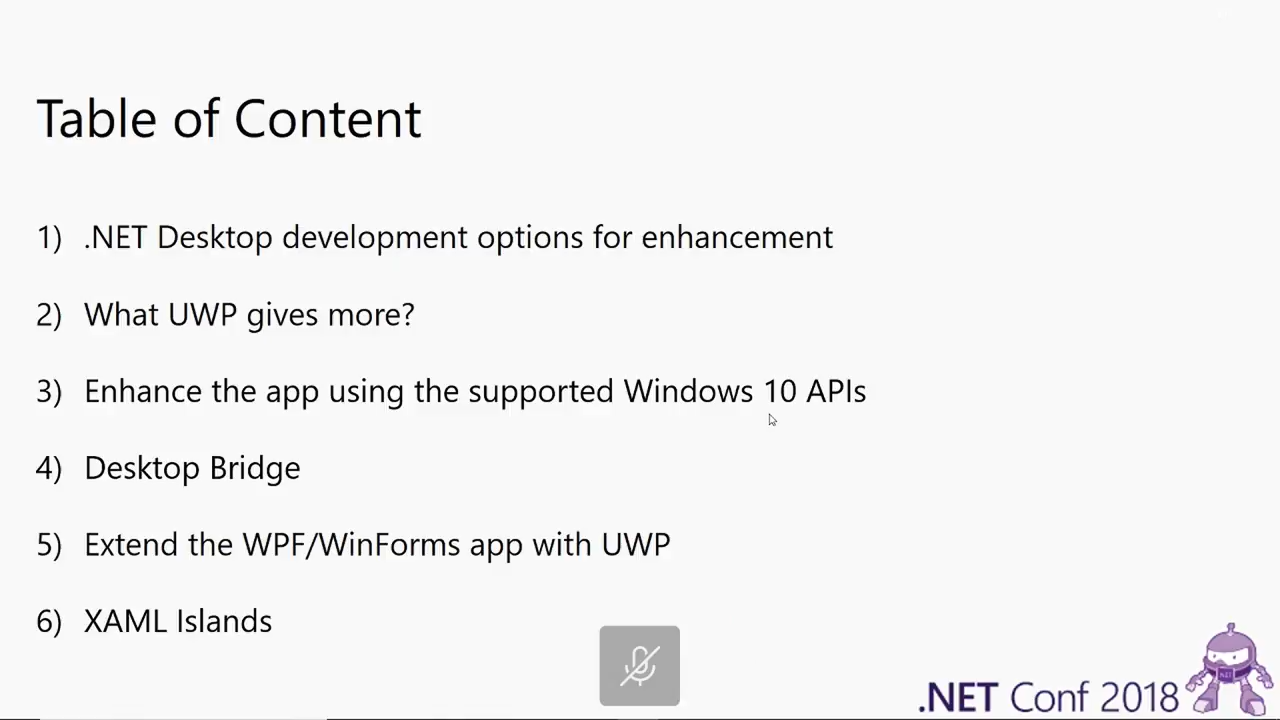 Table of Content
1) .NET Desktop development options for enhancement
2) What UWP gives more?
3) Enhance the app using the supported Windows 10 APIs
4) Desktop Bridge
5) Extend the WPF/WinForms app with UWP
6) XAML Islands
.NET Conf 2018
.NET